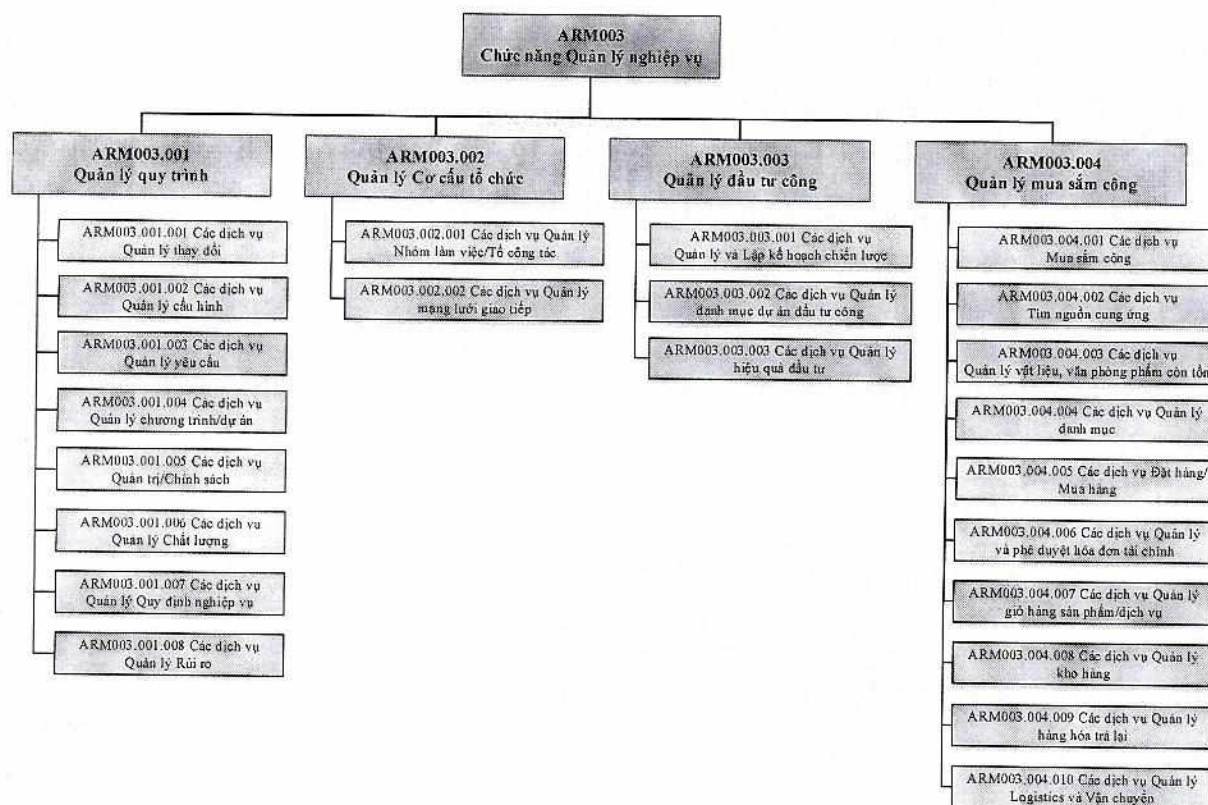 ARM003
Chức năng Quản lý nghiệp vụ
ARM003.001
Quản lý quy trình
ARM003.001.001 Các dịch vụ
Quản lý thay đổi
ARM003.001.002 Các dịch vụ
Quản lý cấu hình
ARM003.001.003 Các dịch vụ
Quản lý yêu cầu
ARM003.001.004 Các dịch vụ
Quản lý chương trình/dự án
ARM003.001.005 Các dịch vụ
Quản trị/Chính sách
ARM003.001.006 Các dịch vụ
Quản lý Chất lượng
ARM003.001.007 Các dịch vụ
Quản lý Quy định nghiệp vụ
ARM003.001.008 Các dịch vụ
Quản lý Rủi ro
ARM003.002
Quản lý Cơ cấu tổ chức
ARM003.002.001 Các dịch vụ Quản lý
Nhóm làm việc/Tổ công tác
ARM003.002.002 Các dịch vụ Quản lý
mạng lưới giao tiếp
ARM003.003
Quản lý đầu tư công
ARM003.003.001 Các dịch vụ
Quản lý và Lập kế hoạch chiến lược
ARM003.003.002 Các dịch vụ Quản lý
danh mục dự án đầu tư công
ARM003.003.003 Các dịch vụ Quản lý
hiệu quả đầu tư
ARM003.004
Quản lý mua sắm công
ARM003.004.001 Các dịch vụ
Mua sắm công
ARM003.004.002 Các dịch vụ
Tìm nguồn cung ứng
ARM003.004.003 Các dịch vụ
Quản lý vật liệu, văn phòng phẩm còn tồn
ARM003.004.004 Các dịch vụ Quản lý
danh mục
ARM003.004.005 Các dịch vụ Đặt hàng/
Mua hàng
ARM003.004.006 Các dịch vụ Quản lý
và phê duyệt hóa đơn tài chính
ARM003.004.007 Các dịch vụ Quản lý
giỏ hàng sản phẩm/dịch vụ
ARM003.004.008 Các dịch vụ Quản lý
kho hàng
ARM003.004.009 Các dịch vụ Quản lý
hàng hóa trả lại
ARM003.004.010 Các dịch vụ Quản lý
Logistics và Vận chuyển